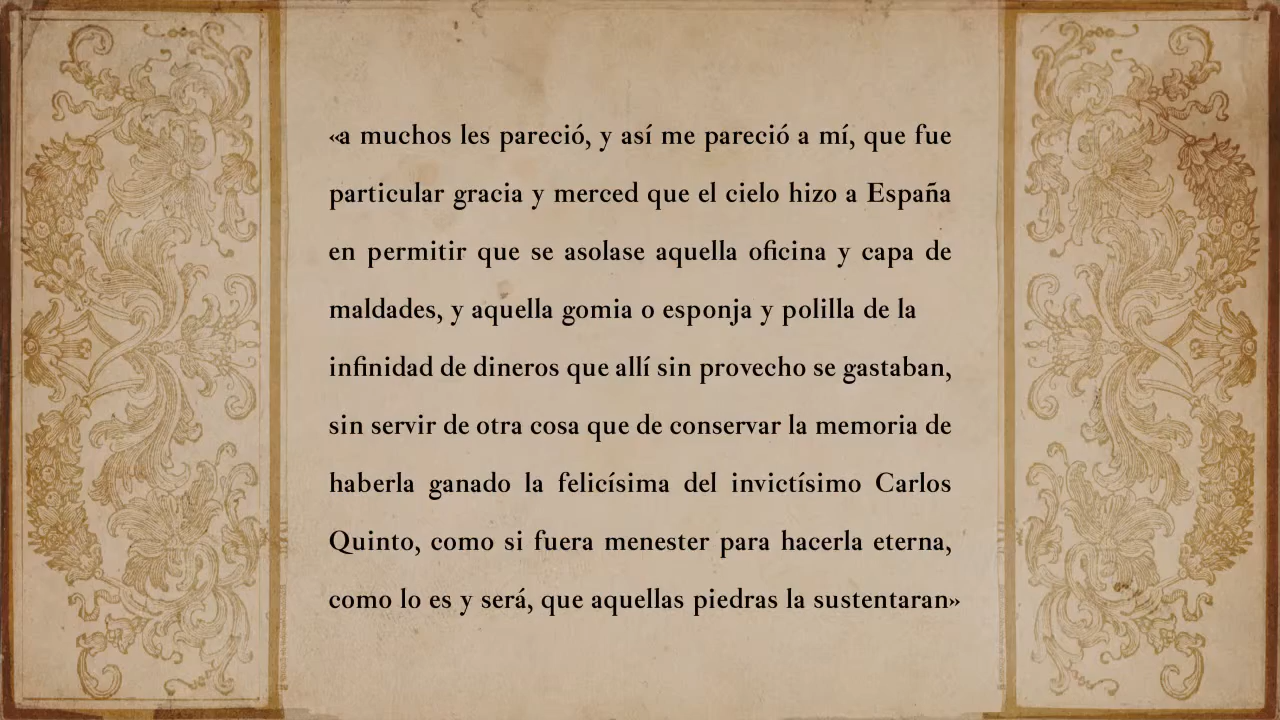 «a muchos les pareció, y así me pareció a mí, que fue
particular gracia y merced que el cielo hizo a España
en permitir que se asolase aquella oficina y capa de
maldades, y aquella gomia o esponja y polilla de la
infinidad de dineros que allí sin provecho se gastaban,
sin servir de otra cosa que de conservar la memoria de
haberla ganado la felicísima del invictísimo Carlos
Quinto, como si fuera menester para hacerla eterna,
como lo es y será, que aquellas piedras la sustentaran»